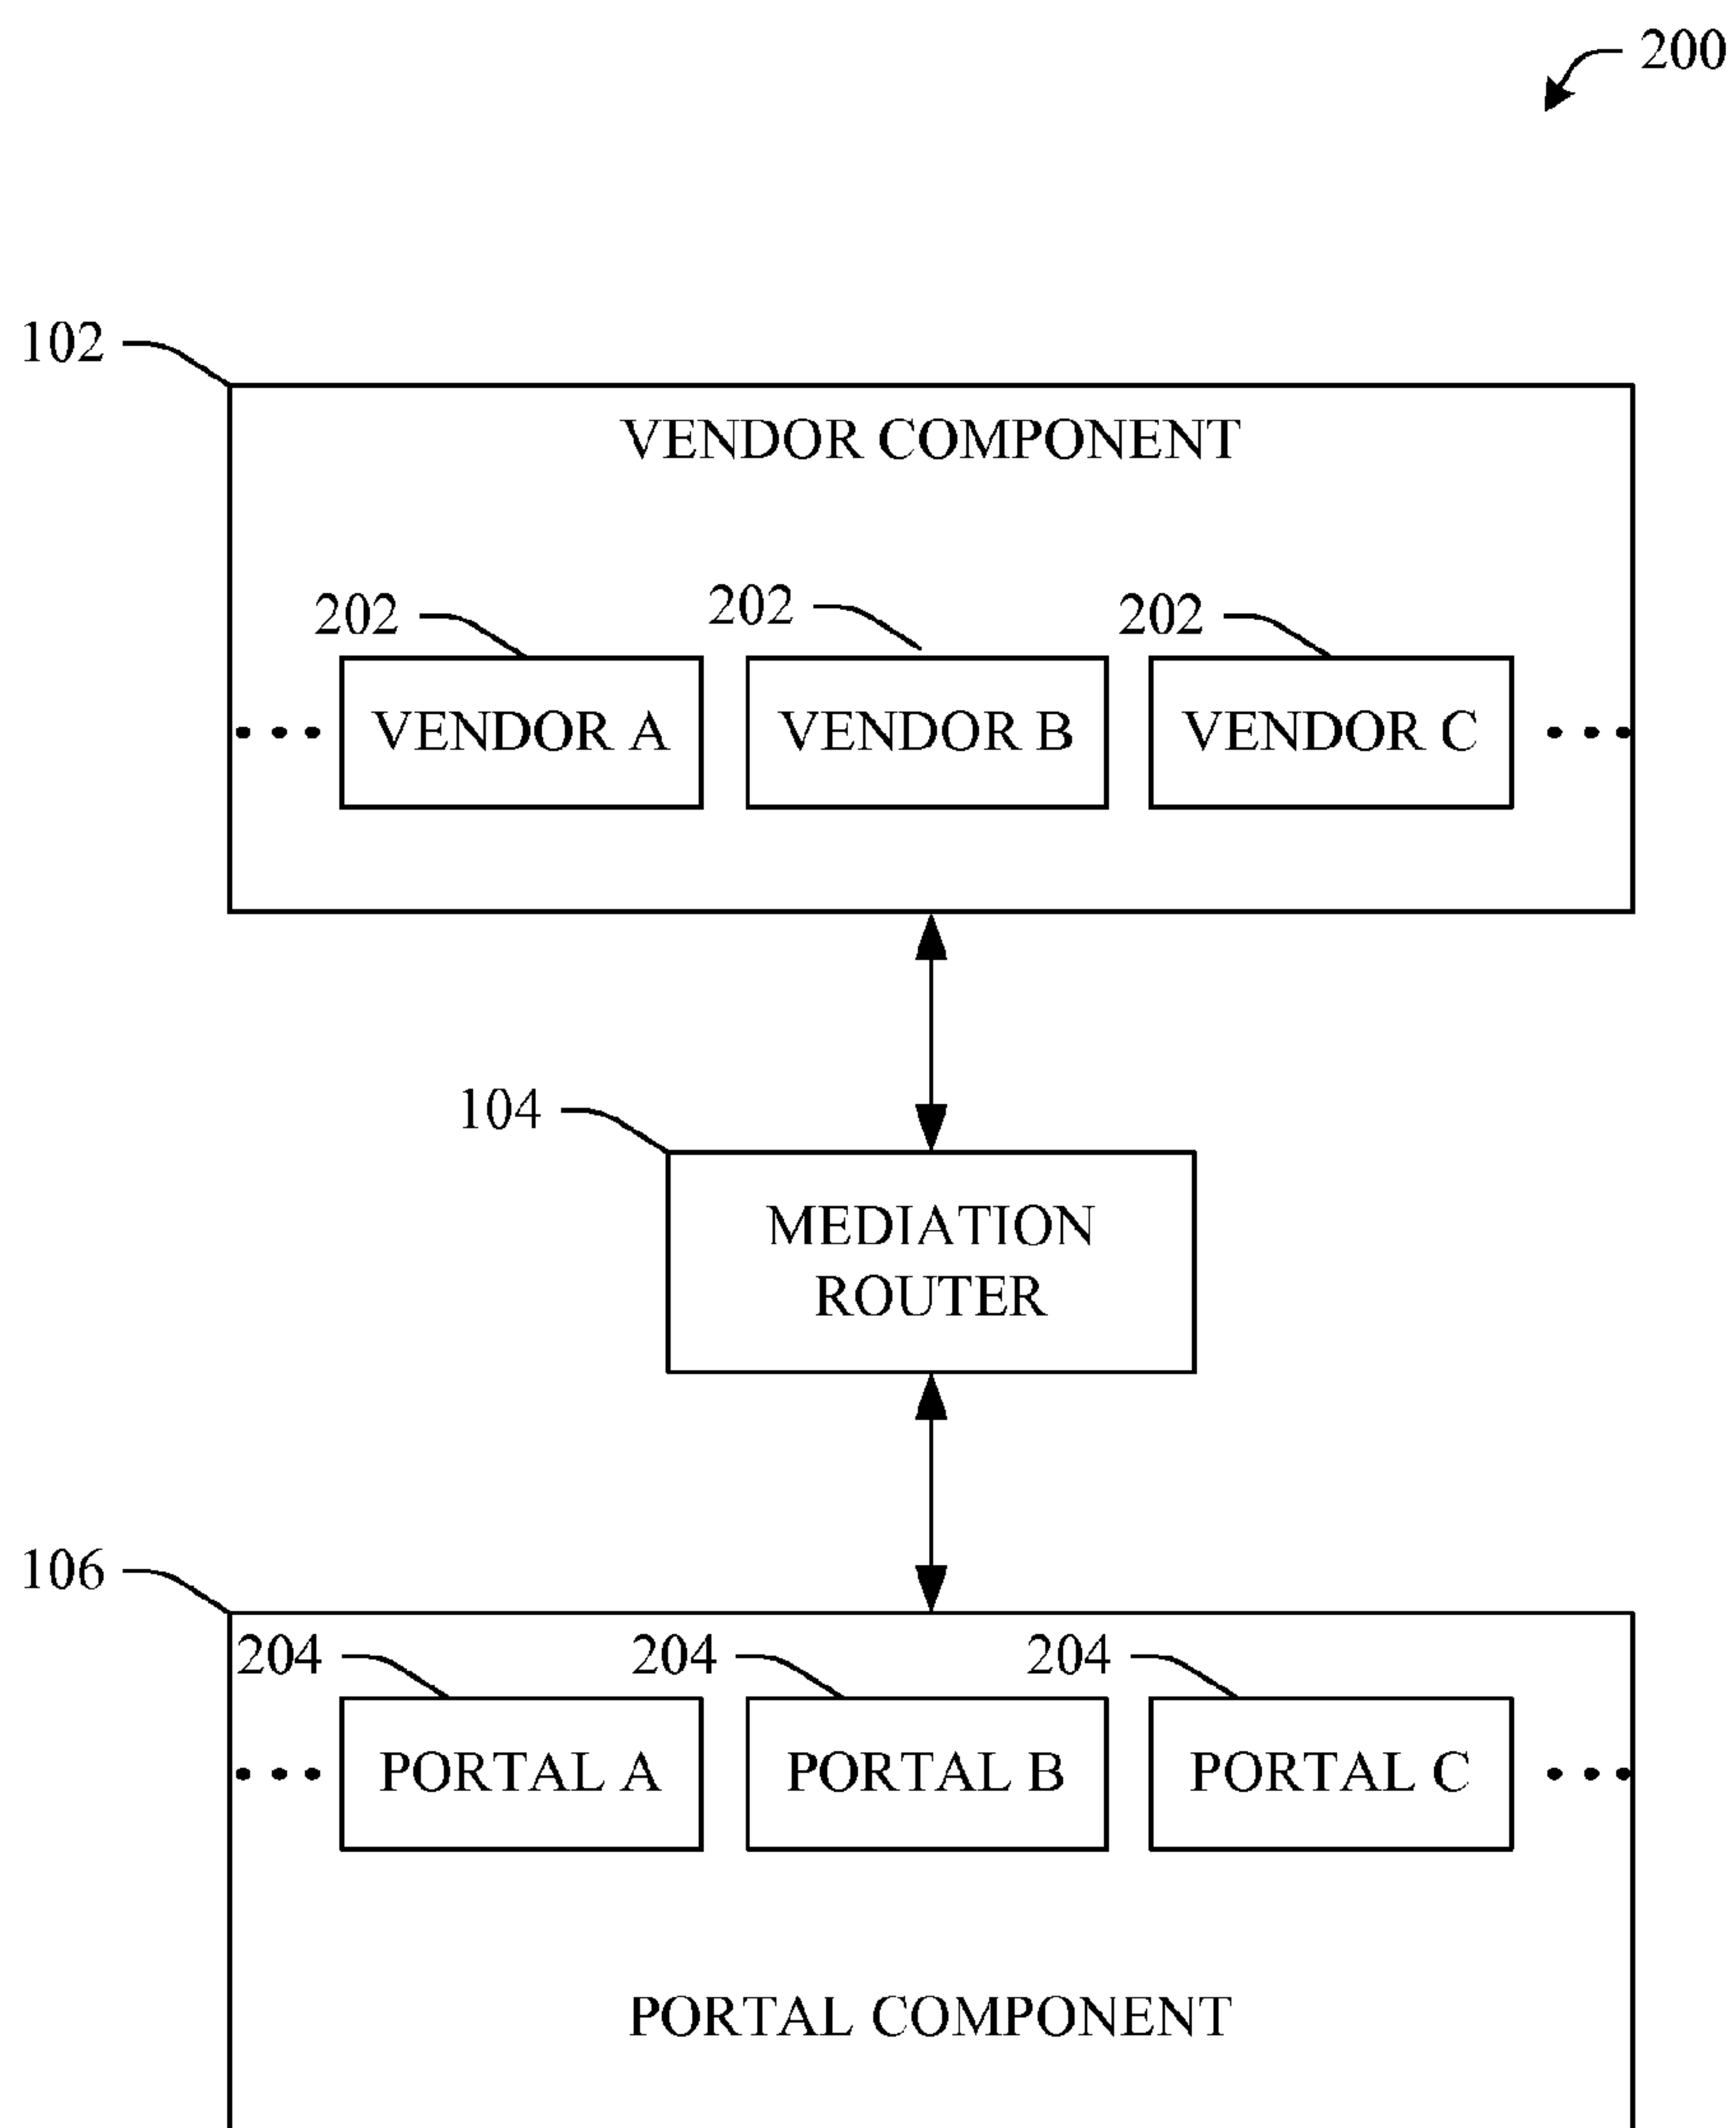 200
102
VENDOR COMPONENT
202 202 202
VENDOR A VENDOR B VENDOR C
104
MEDIATION
ROUTER
106
204 204 204
PORTAL A PORTAL B PORTAL C
PORTAL COMPONENT